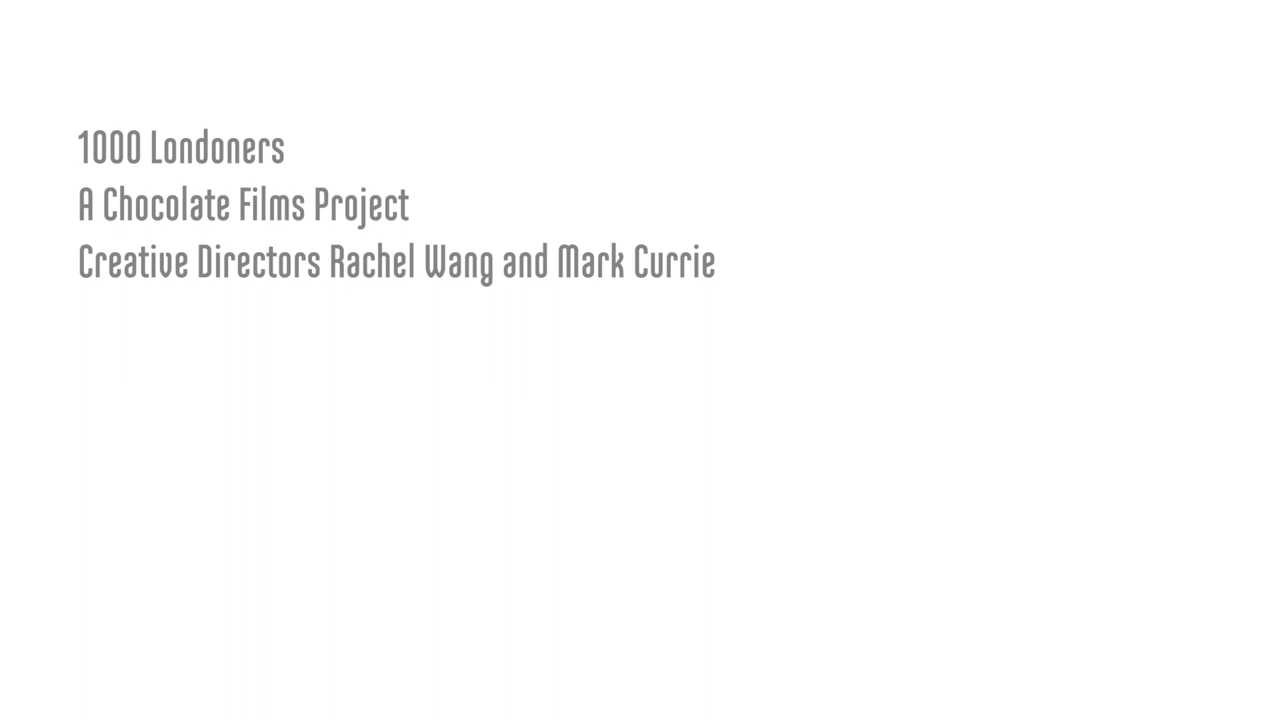 1000 Londoners
A Chocolate Films Project
Creative Directors Rachel Wang and Mark Currie